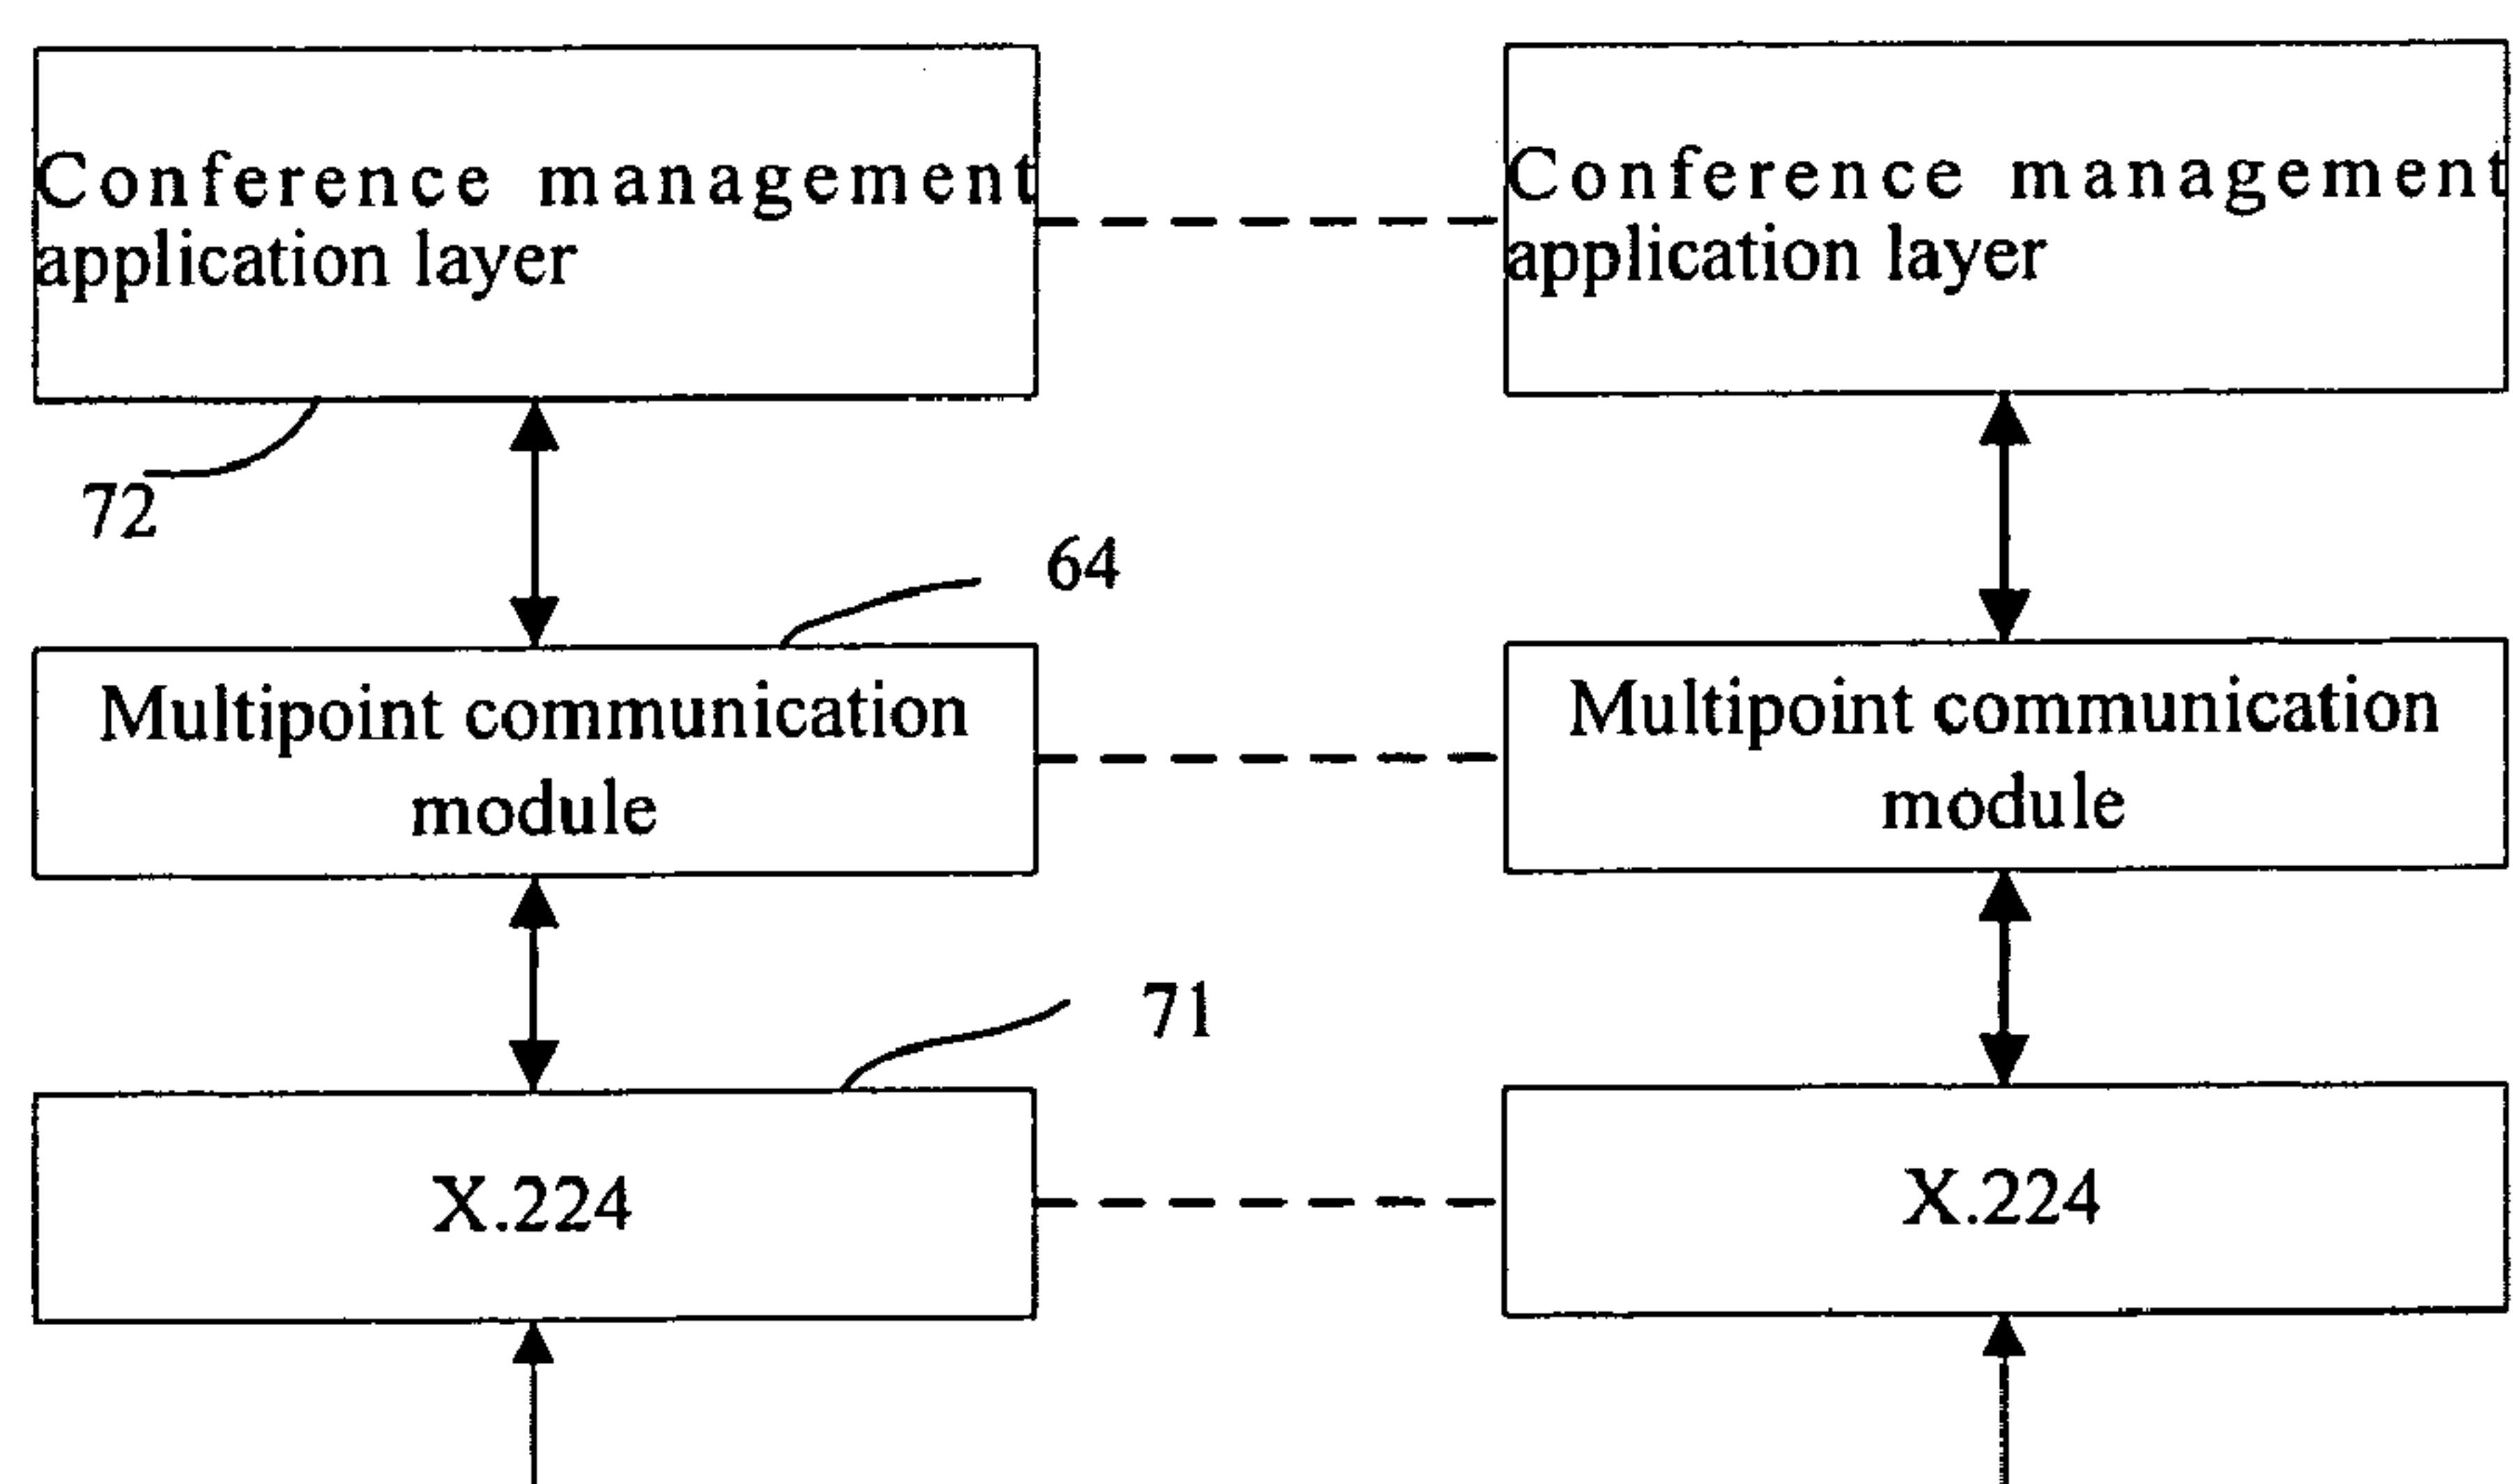 Conference management
application layer
Conference management
application layer
72
64
Multipoint communication
module
Multipoint communication
module
71
X.224
X.224